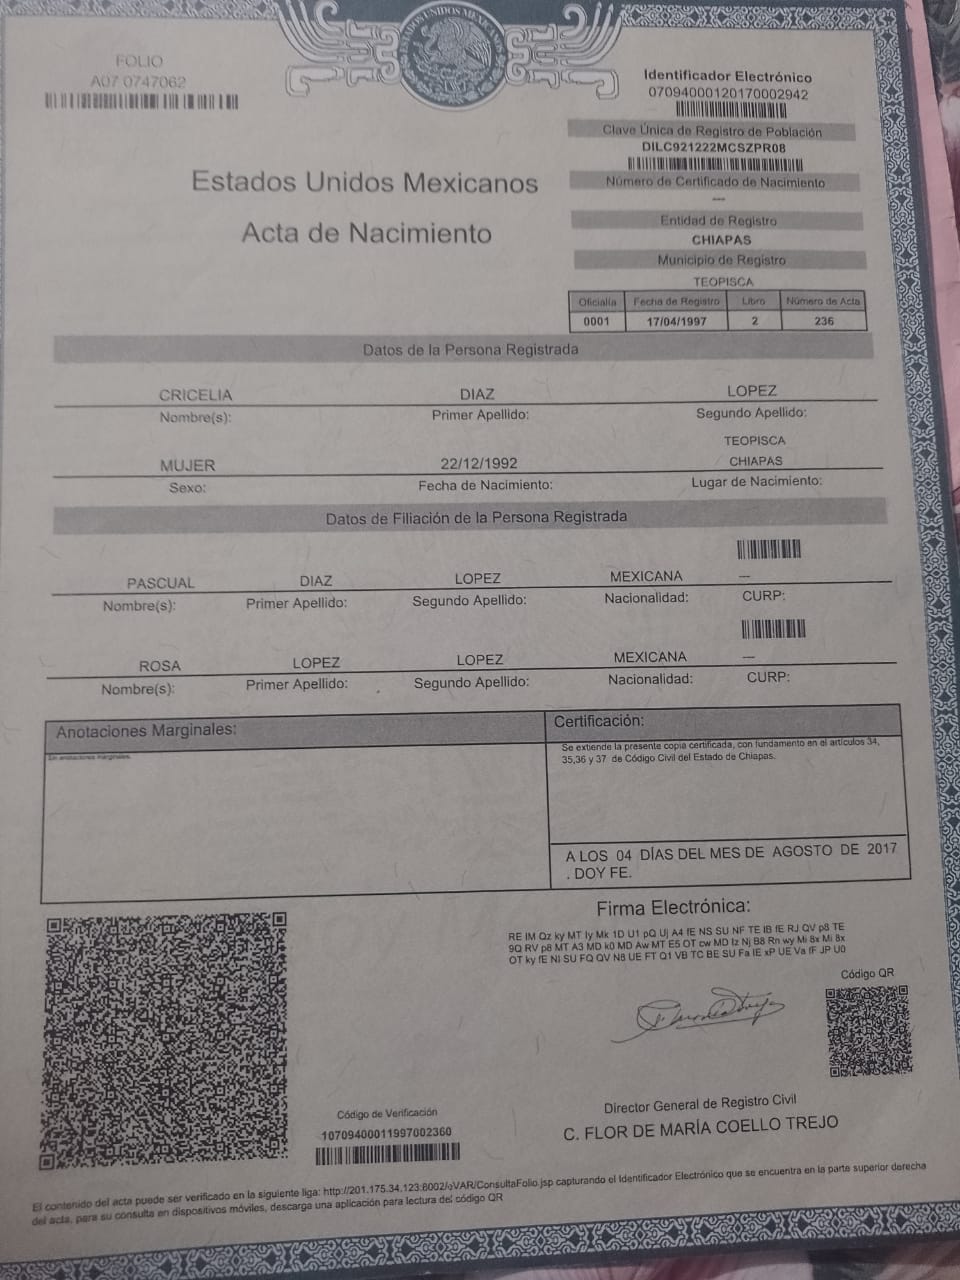 ESTADOS UNIDOS MEXICANOS
FOLIO
A07 0747062
Identificador Electrónico
07094000120170002942
Clave Única de Registro de Población
DILC921222MCSZPR08
Número de Certificado de Nacimiento
---
Estados Unidos Mexicanos
Acta de Nacimiento
Entidad de Registro
CHIAPAS
Municipio de Registro
TEOPISCA
Oficialía Fecha de Registro Libro Número de Acta
0001 17/04/1997 2 236
Datos de la Persona Registrada
CRICELIA DIAZ LOPEZ
Nombre(s): Primer Apellido: Segundo Apellido:
TEOPISCA
MUJER 22/12/1992 CHIAPAS
Sexo: Fecha de Nacimiento: Lugar de Nacimiento:
Datos de Filiación de la Persona Registrada
PASCUAL DIAZ LOPEZ MEXICANA ---
Nombre(s): Primer Apellido: Segundo Apellido: Nacionalidad: CURP:
ROSA LOPEZ LOPEZ MEXICANA ---
Nombre(s): Primer Apellido: Segundo Apellido: Nacionalidad: CURP:
Anotaciones Marginales:
Sin anotaciones marginales.
Certificación:
Se extiende la presente copia certificada, con fundamento en el artículos 34,
35,36 y 37 de Código Civil del Estado de Chiapas.
A LOS 04 DÍAS DEL MES DE AGOSTO DE 2017
. DOY FE.
Firma Electrónica:
RE IM Qz ky MT Iy Mk 1D U1 pQ Uj A4 fE NS SU NF TE lB fE RJ QV p8 TE
9Q RV p8 MT A3 MD k0 MD Aw MT E5 OT cw MD Iz Nj B8 Rn wy Mi 8x Mi 8x
OT ky fE NI SU FQ QV N8 UE FT Q1 VB TC BE SU Fa fE xP UE Va fF JP U0
Código QR
Código de Verificación
10709400011997002360
Director General de Registro Civil
C. FLOR DE MARÍA COELLO TREJO
El contenido del acta puede ser verificado en la siguiente liga: http://201.175.34.123:8002/eVAR/ConsultaFolio.jsp capturando el Identificador Electrónico que se encuentra en la parte superior derecha
del acta, para su consulta en dispositivos móviles, descarga una aplicación para lectura del código QR